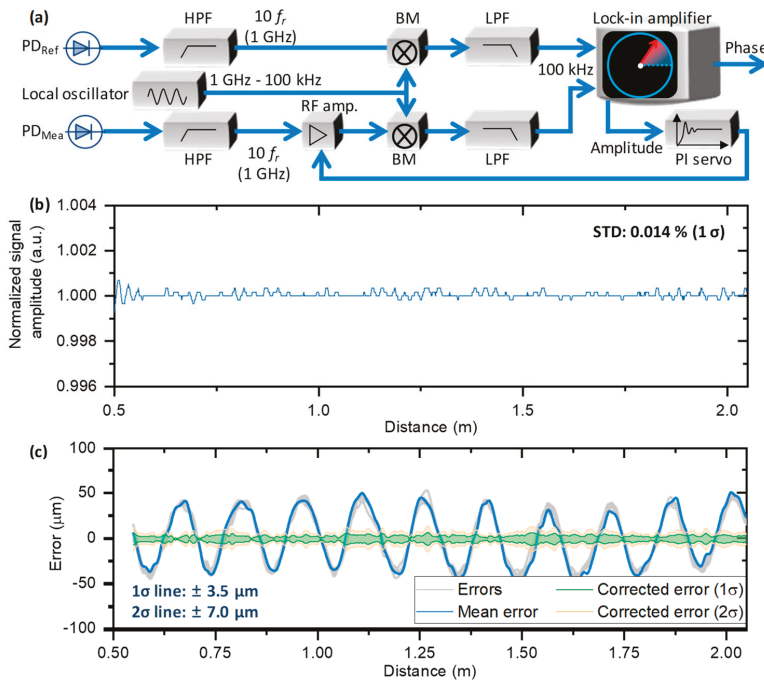 (a)
HPF
10 fr
(1 GHz)
BM
LPF
Lock-in amplifier
PDRef
Phase
Local oscillator
1 GHz - 100 kHz
100 kHz
RF amp.
PDMea
HPF
10 fr
(1 GHz)
BM
LPF
Amplitude
PI servo
(b)
1.004
1.002
1.000
0.998
0.996
Normalized signal
amplitude (a.u.)
STD: 0.014 % (1 σ)
0.5
1.0
1.5
2.0
Distance (m)
(c)
100
50
0
-50
-100
Error (μm)
1σ line: ± 3.5 μm
2σ line: ± 7.0 μm
Errors
Corrected error (1σ)
Mean error
Corrected error (2σ)
0.50
0.75
1.00
1.25
1.50
1.75
2.00
Distance (m)